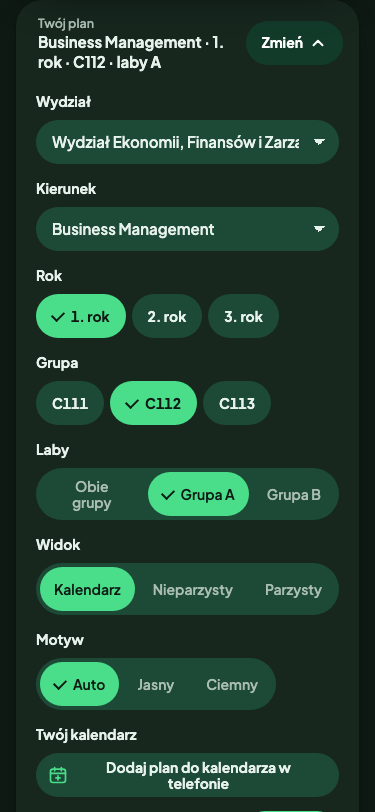 Twój plan
Business Management · 1.
rok · C112 · laby A
Zmień
Wydział
Wydział Ekonomii, Finansów i Zarza
Kierunek
Business Management
Rok
1. rok
2. rok
3. rok
Grupa
C111
C112
C113
Laby
Obie
grupy
Grupa A
Grupa B
Widok
Kalendarz
Nieparzysty
Parzysty
Motyw
Auto
Jasny
Ciemny
Twój kalendarz
Dodaj plan do kalendarza w
telefonie